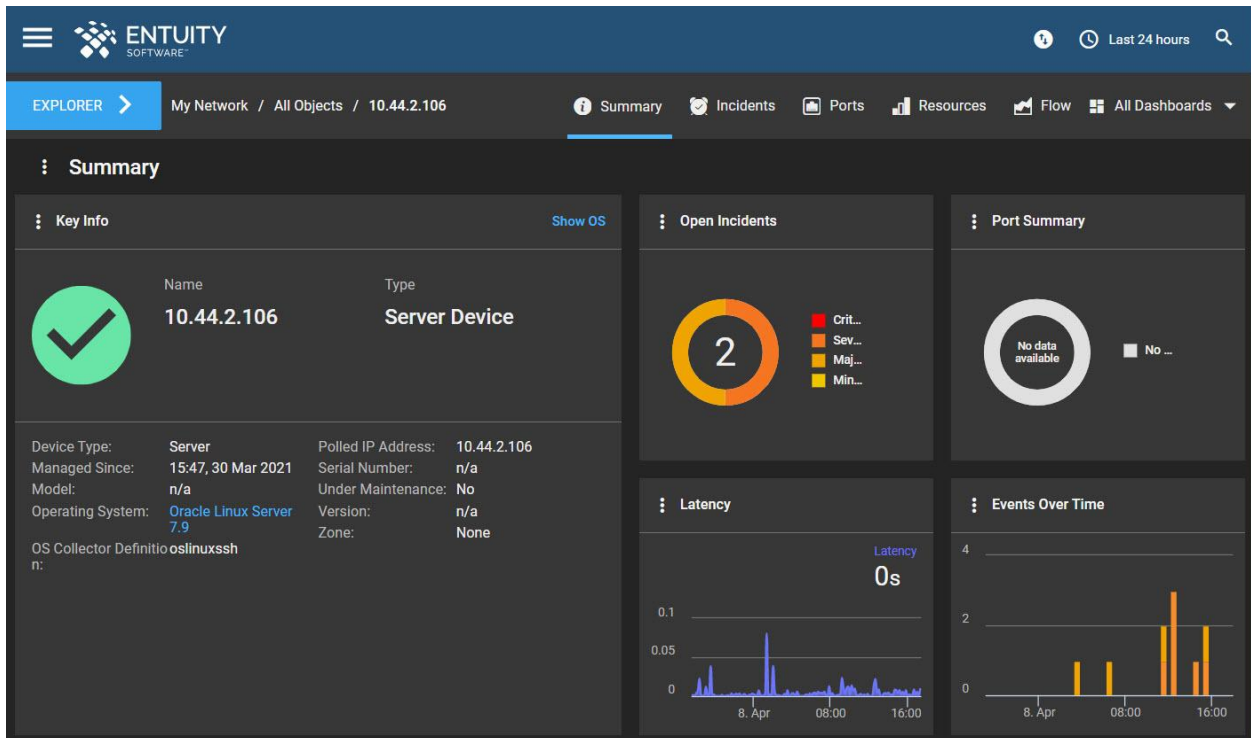 ENTUITY
SOFTWARE™
Last 24 hours
EXPLORER
My Network / All Objects / 10.44.2.106
Summary
Incidents
Ports
Resources
Flow
All Dashboards
Summary
Key Info
Show OS
Name
10.44.2.106
Type
Server Device
Device Type: Server
Managed Since: 15:47, 30 Mar 2021
Model: n/a
Operating System: Oracle Linux Server
7.9
OS Collector Definitio oslinuxssh
n:
Polled IP Address: 10.44.2.106
Serial Number: n/a
Under Maintenance: No
Version: n/a
Zone: None
Open Incidents
2
Crit...
Sev...
Maj...
Min...
Port Summary
No data
available
No ...
Latency
Latency
0s
0.1
0.05
0
8. Apr
08:00
16:00
Events Over Time
4
2
0
8. Apr
08:00
16:00